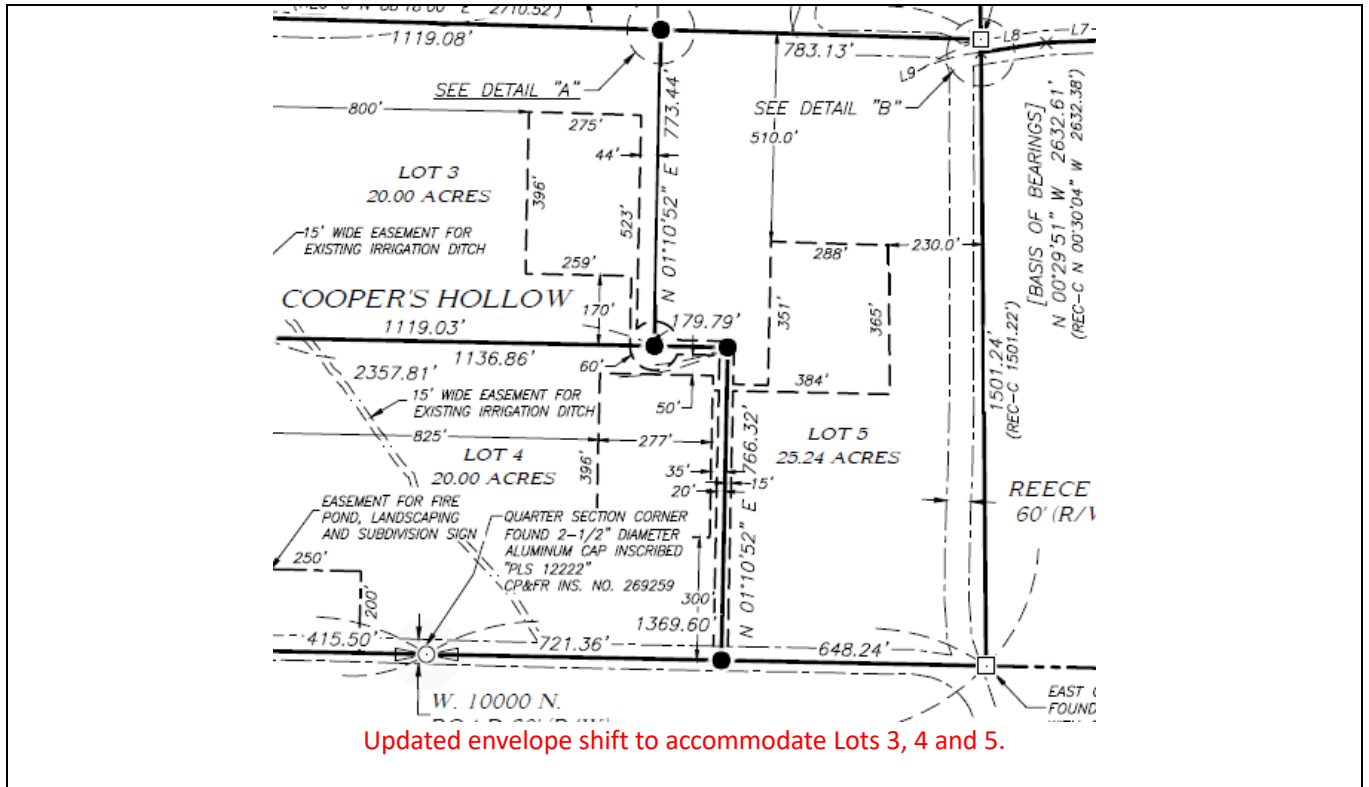 2710.52')
1119.08'
783.13'
L8
L7
L9
SEE DETAIL "A"
SEE DETAIL "B"
800'
275'
44'
773.44'
N 01°10'52" E
510.0'
LOT 3
20.00 ACRES
396'
523'
15' WIDE EASEMENT FOR
EXISTING IRRIGATION DITCH
259'
170'
288'
230.0'
351'
365'
[BASIS OF BEARINGS]
N 00°29'51" W 2632.61'
(REC-C N 00°30'04" W 2632.38')
COOPER'S HOLLOW
1119.03'
179.79'
1136.86'
60'
2357.81'
15' WIDE EASEMENT FOR
EXISTING IRRIGATION DITCH
50'
384'
1501.24'
(REC-C 1501.22')
825'
277'
LOT 4
20.00 ACRES
396'
35'
15'
20'
N 01°10'52" E 766.32'
LOT 5
25.24 ACRES
EASEMENT FOR FIRE
POND, LANDSCAPING
AND SUBDIVISION SIGN
QUARTER SECTION CORNER
FOUND 2-1/2" DIAMETER
ALUMINUM CAP INSCRIBED
"PLS 12222"
CP&FR INS. NO. 269259
REECE
60' (R/
250'
200'
300'
1369.60'
415.50'
721.36'
648.24'
W. 10000 N.
EAST
FOUND
Updated envelope shift to accommodate Lots 3, 4 and 5.